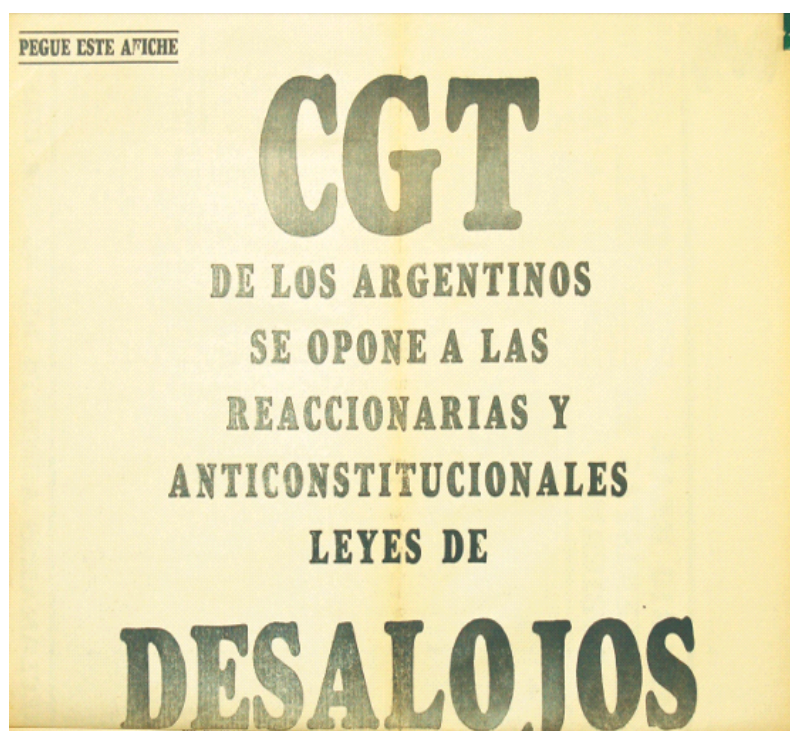 PEGUE ESTE AFICHE
CGT
DE LOS ARGENTINOS
SE OPONE A LAS
REACCIONARIAS Y
ANTICONSTITUCIONALES
LEYES DE
DESALOJOS